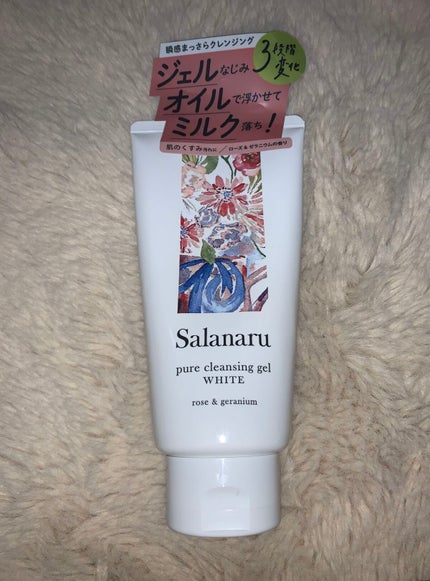 瞬感まっさらクレンジング
3段階
変化
ジェルなじみ
オイルで浮かせて
ミルク落ち!
肌のくすみ汚れに／ローズ&ゼラニウムの香り
Salanaru
pure cleansing gel
WHITE
rose & geranium